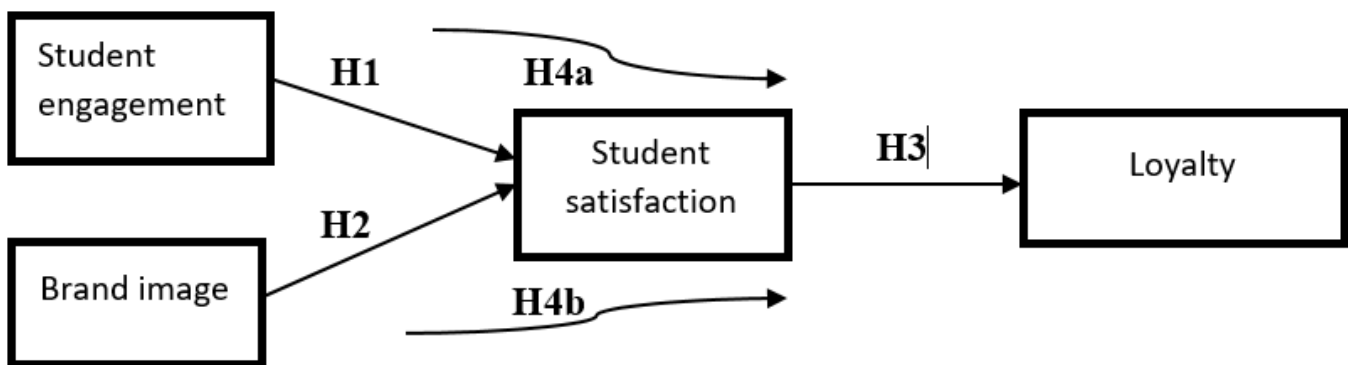 Student
engagement
H1
H4a
Student
satisfaction
H3
Loyalty
H2
Brand image
H4b